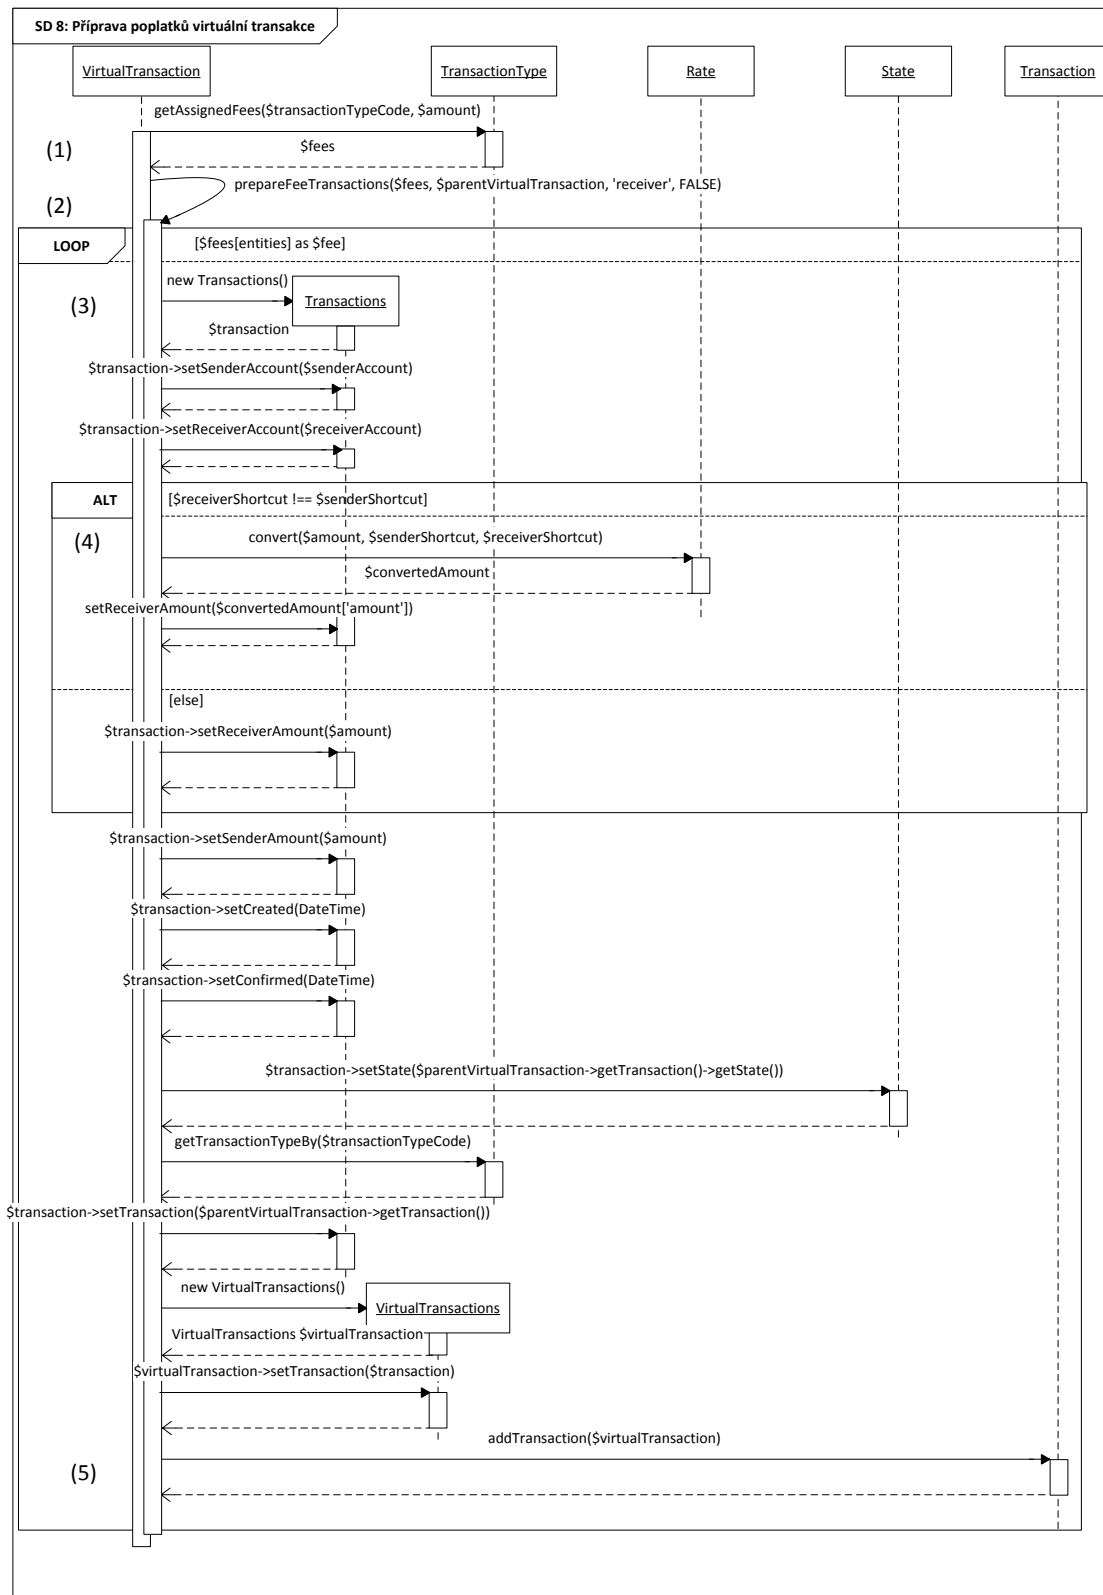 SD 8: Příprava poplatků virtuální transakce
VirtualTransaction
TransactionType
Rate
State
Transaction
getAssignedFees($transactionTypeCode, $amount)
(1)
$fees
prepareFeeTransactions($fees, $parentVirtualTransaction, 'receiver', FALSE)
(2)
LOOP
[$fees[entities] as $fee]
new Transactions()
(3)
Transactions
$transaction
$transaction->setSenderAccount($senderAccount)
$transaction->setReceiverAccount($receiverAccount)
ALT
[$receiverShortcut !== $senderShortcut]
(4)
convert($amount, $senderShortcut, $receiverShortcut)
$convertedAmount
setReceiverAmount($convertedAmount['amount'])
[else]
$transaction->setReceiverAmount($amount)
$transaction->setSenderAmount($amount)
$transaction->setCreated(DateTime)
$transaction->setConfirmed(DateTime)
$transaction->setState($parentVirtualTransaction->getTransaction()->getState())
getTransactionTypeBy($transactionTypeCode)
$transaction->setTransaction($parentVirtualTransaction->getTransaction())
new VirtualTransactions()
VirtualTransactions
VirtualTransactions $virtualTransaction
$virtualTransaction->setTransaction($transaction)
addTransaction($virtualTransaction)
(5)